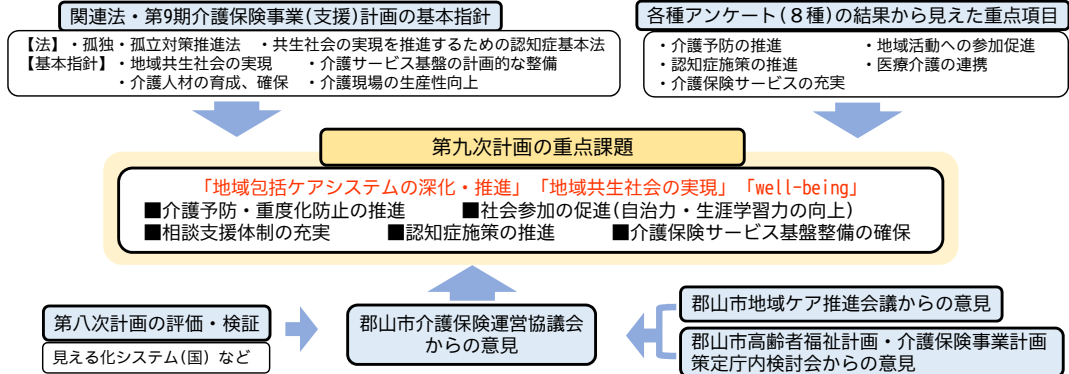 関連法・第9期介護保険事業(支援)計画の基本指針
【法】・孤独・孤立対策推進法　・共生社会の実現を推進するための認知症基本法
【基本指針】・地域共生社会の実現　・介護サービス基盤の計画的な整備
・介護人材の育成、確保　・介護現場の生産性向上
各種アンケート(８種)の結果から見えた重点項目
・介護予防の推進　・地域活動への参加促進
・認知症施策の推進　・医療介護の連携
・介護保険サービスの充実
第九次計画の重点課題
「地域包括ケアシステムの深化・推進」「地域共生社会の実現」「well-being」
■介護予防・重度化防止の推進　■社会参加の促進(自治力・生涯学習力の向上)
■相談支援体制の充実　■認知症施策の推進　■介護保険サービス基盤整備の確保
第八次計画の評価・検証
見える化システム(国) など
郡山市介護保険運営協議会
からの意見
郡山市地域ケア推進会議からの意見
郡山市高齢者福祉計画・介護保険事業計画
策定庁内検討会からの意見